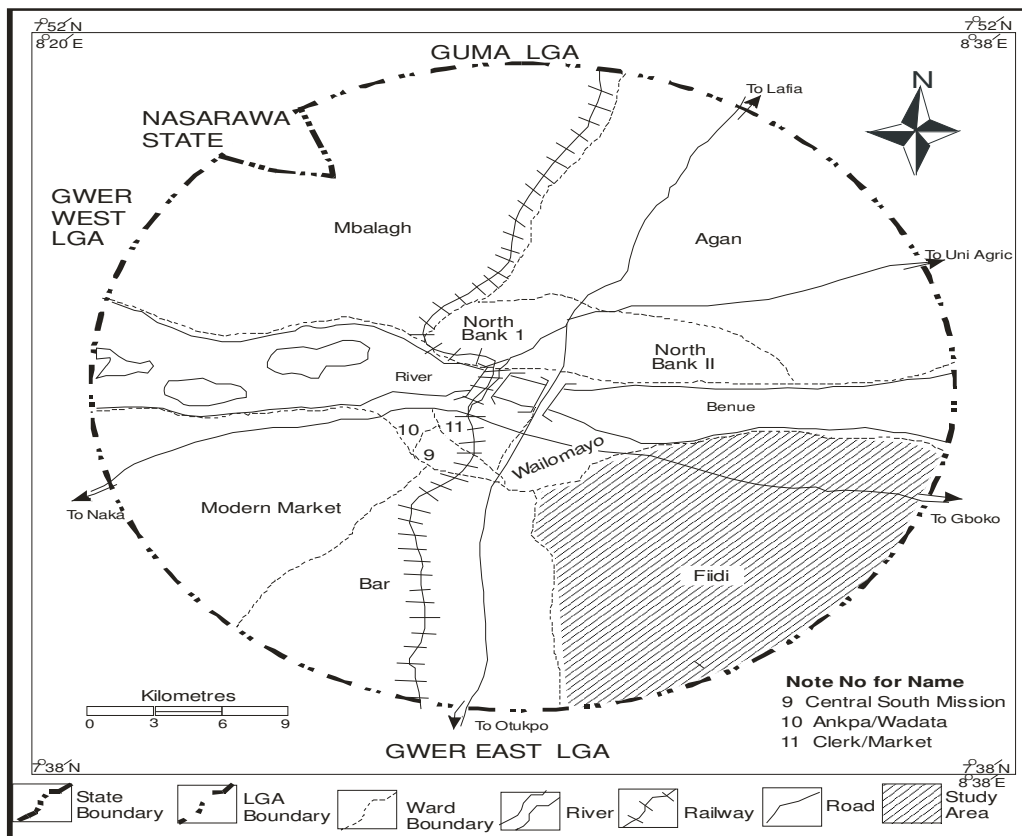 7°52′N
8°20′E
7°52′N
8°38′E
GUMA LGA
N
To Lafia
NASARAWA
STATE
GWER
WEST
LGA
Mbalagh
Agan
To Uni Agric
North
Bank 1
North
Bank II
River
Benue
10
11
9
Wailomayo
To Naka
Modern Market
To Gboko
Fiidi
Bar
Kilometres
0 3 6 9
To Otukpo
GWER EAST LGA
Note No for Name
9 Central South Mission
10 Ankpa/Wadata
11 Clerk/Market
7°38′N
7°38′N
8°38′E
State
Boundary
LGA
Boundary
Ward
Boundary
River
Railway
Road
Study
Area